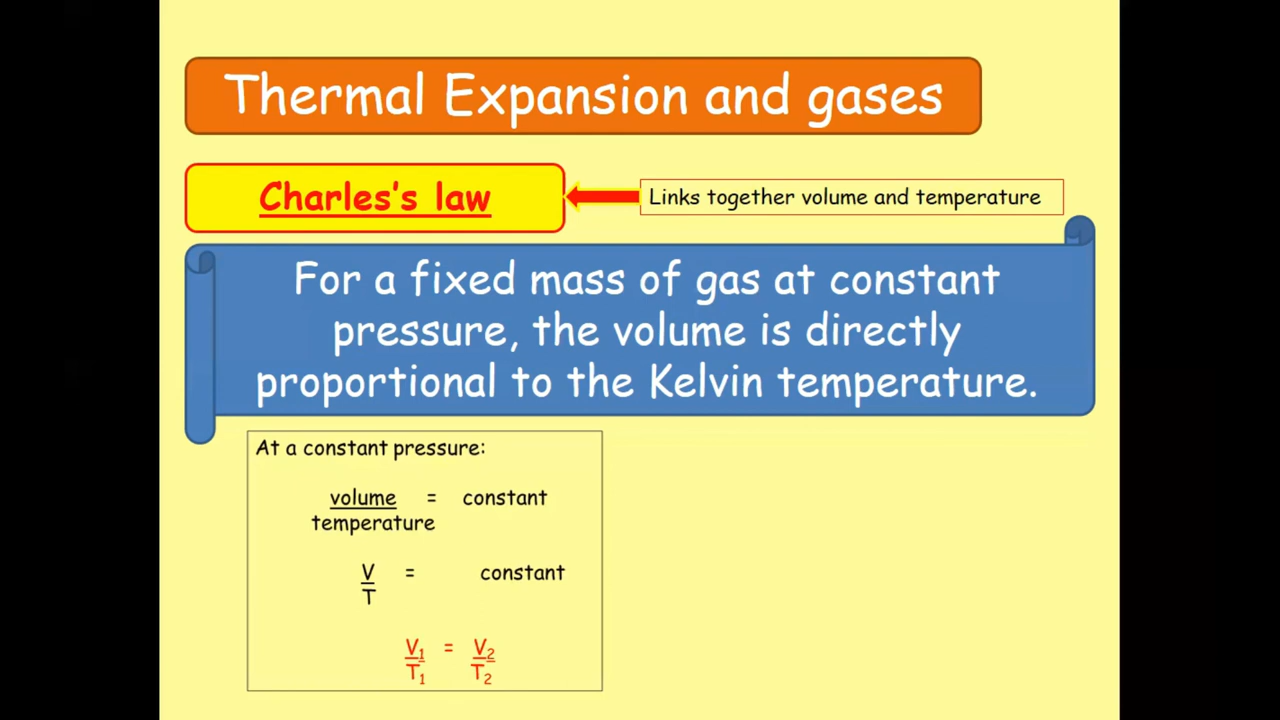 Thermal Expansion and gases
Charles's law
Links together volume and temperature
For a fixed mass of gas at constant
pressure, the volume is directly
proportional to the Kelvin temperature.
At a constant pressure:
volume = constant
temperature
V = constant
T
V₁ = V₂
T₁ T₂